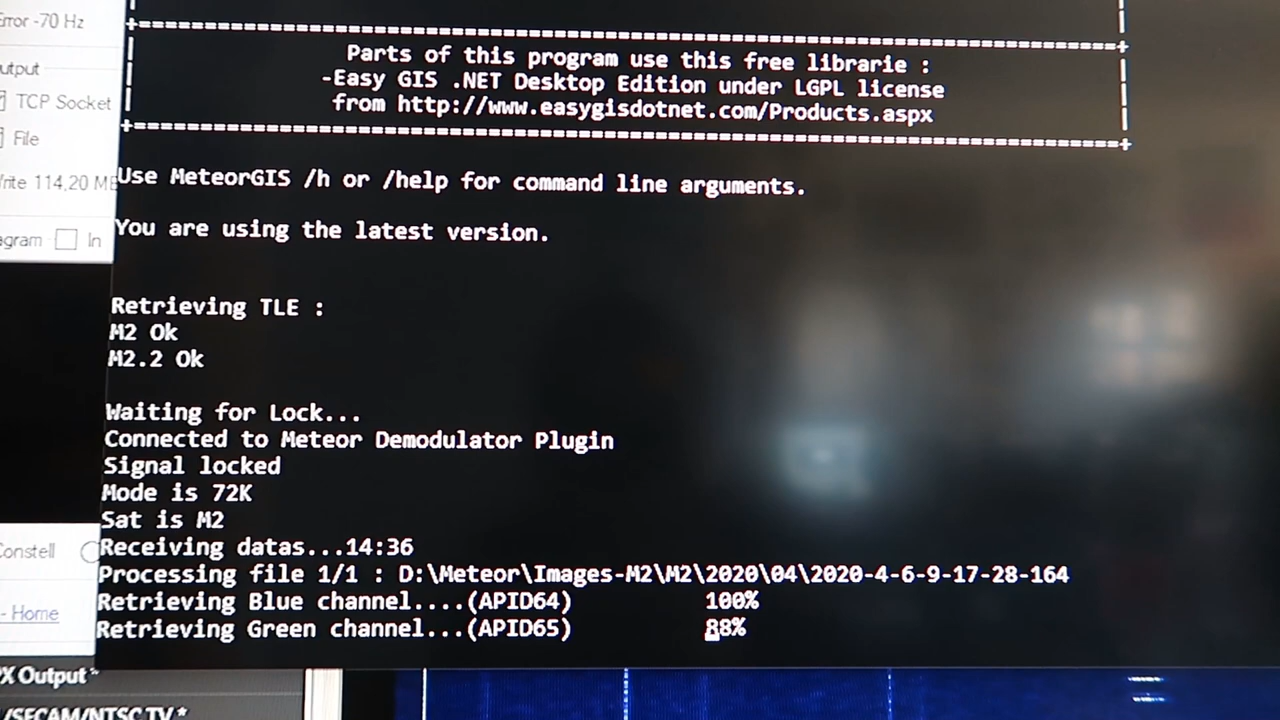 Error -70 Hz
Output
TCP Socket
File
Write 114,20 MB
agram In
Constell
- Home
PX Output *
/SECAM/NTSC TV *
+==================================================================+
Parts of this program use this free librarie :
-Easy GIS .NET Desktop Edition under LGPL license
from http://www.easygisdotnet.com/Products.aspx
+==================================================================+
Use MeteorGIS /h or /help for command line arguments.
You are using the latest version.
Retrieving TLE :
M2 Ok
M2.2 Ok
Waiting for Lock...
Connected to Meteor Demodulator Plugin
Signal locked
Mode is 72K
Sat is M2
Receiving datas...14:36
Processing file 1/1 : D:\Meteor\Images-M2\M2\2020\04\2020-4-6-9-17-28-164
Retrieving Blue channel....(APID64) 100%
Retrieving Green channel...(APID65) 88%